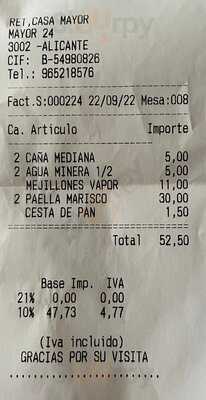 RET,CASA MAYOR
MAYOR 24
3002 -ALICANTE
CIF: B-54980826
Tel.: 965218576
Fact.S:000224 22/09/22 Mesa:008
Ca. Articulo Importe
2 CAÑA MEDIANA 5,00
2 AGUA MINERA 1/2 5,00
MEJILLONES VAPOR 11,00
2 PAELLA MARISCO 30,00
CESTA DE PAN 1,50
Total 52,50
Base Imp. IVA
21% 0,00 0,00
10% 47,73 4,77
(Iva incluido)
GRACIAS POR SU VISITA